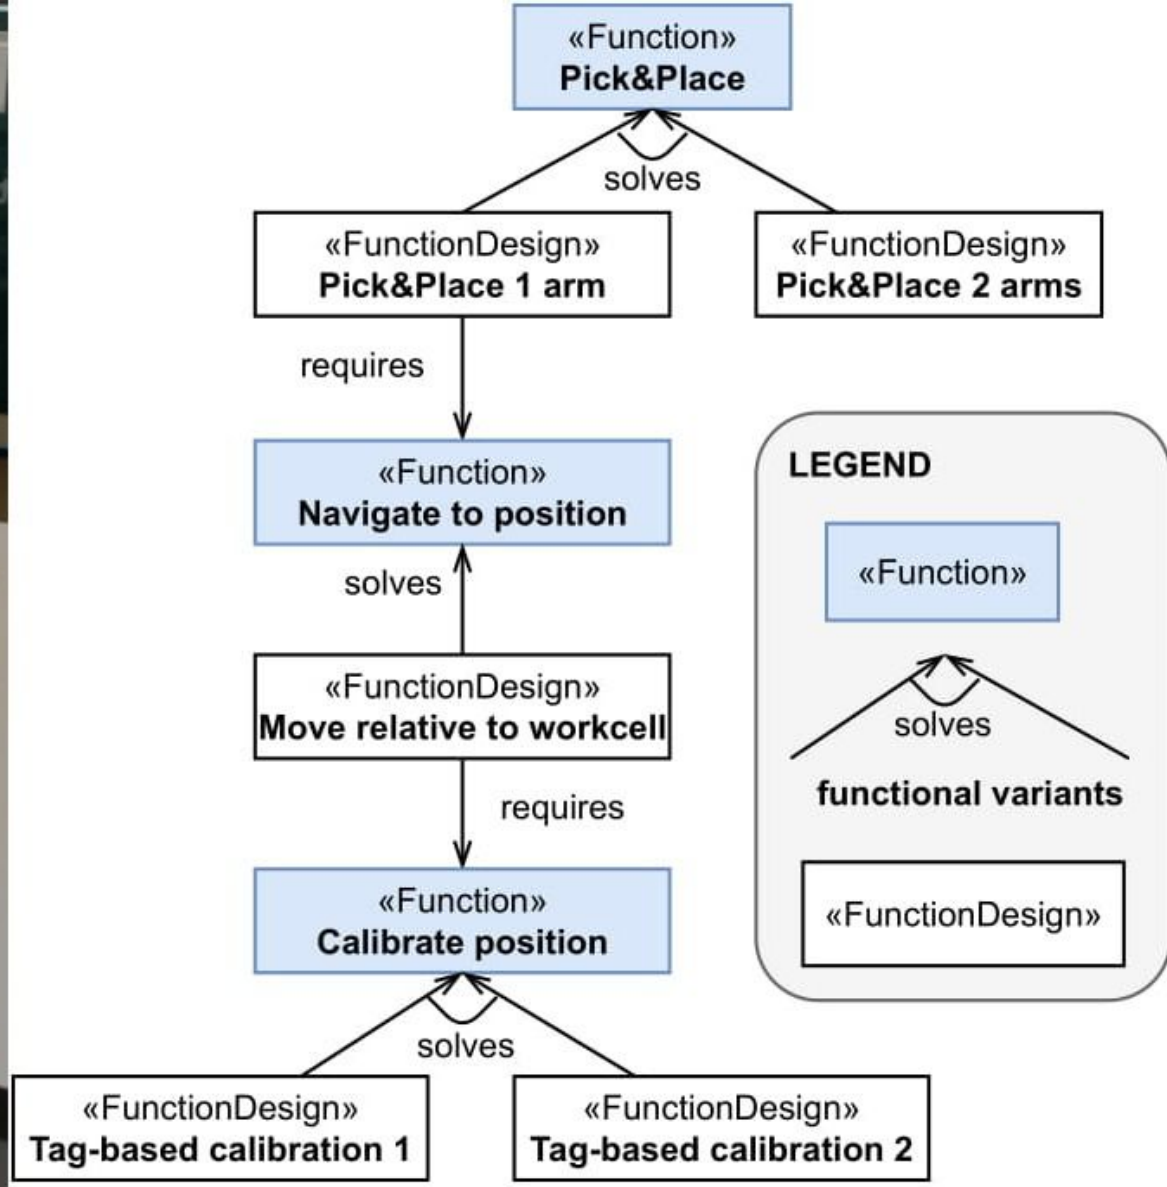 «Function»
Pick&Place
solves
«FunctionDesign»
Pick&Place 1 arm
«FunctionDesign»
Pick&Place 2 arms
requires
«Function»
Navigate to position
solves
«FunctionDesign»
Move relative to workcell
requires
«Function»
Calibrate position
solves
«FunctionDesign»
Tag-based calibration 1
«FunctionDesign»
Tag-based calibration 2
LEGEND
«Function»
solves
functional variants
«FunctionDesign»